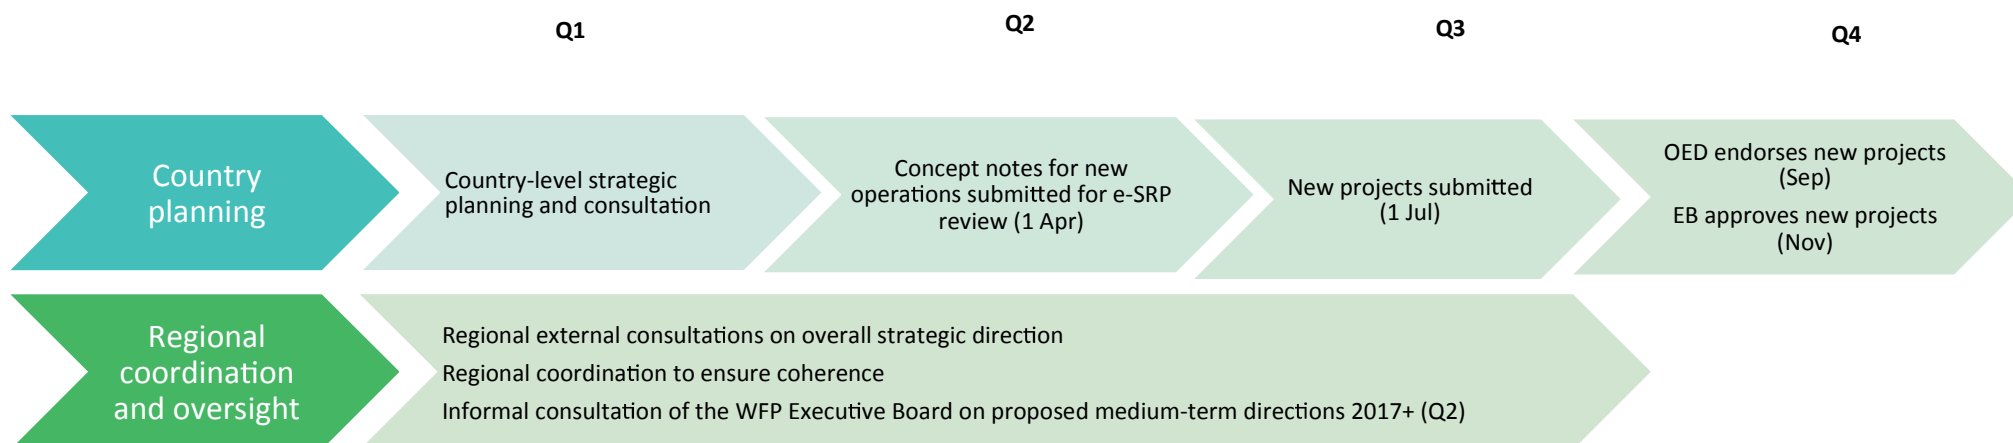 Q1
Q2
Q3
Q4
Country
planning
Country-level strategic
planning and consultation
Concept notes for new
operations submitted for e-SRP
review (1 Apr)
New projects submitted
(1 Jul)
OED endorses new projects
(Sep)
EB approves new projects
(Nov)
Regional
coordination
and oversight
Regional external consultations on overall strategic direction
Regional coordination to ensure coherence
Informal consultation of the WFP Executive Board on proposed medium-term directions 2017+ (Q2)